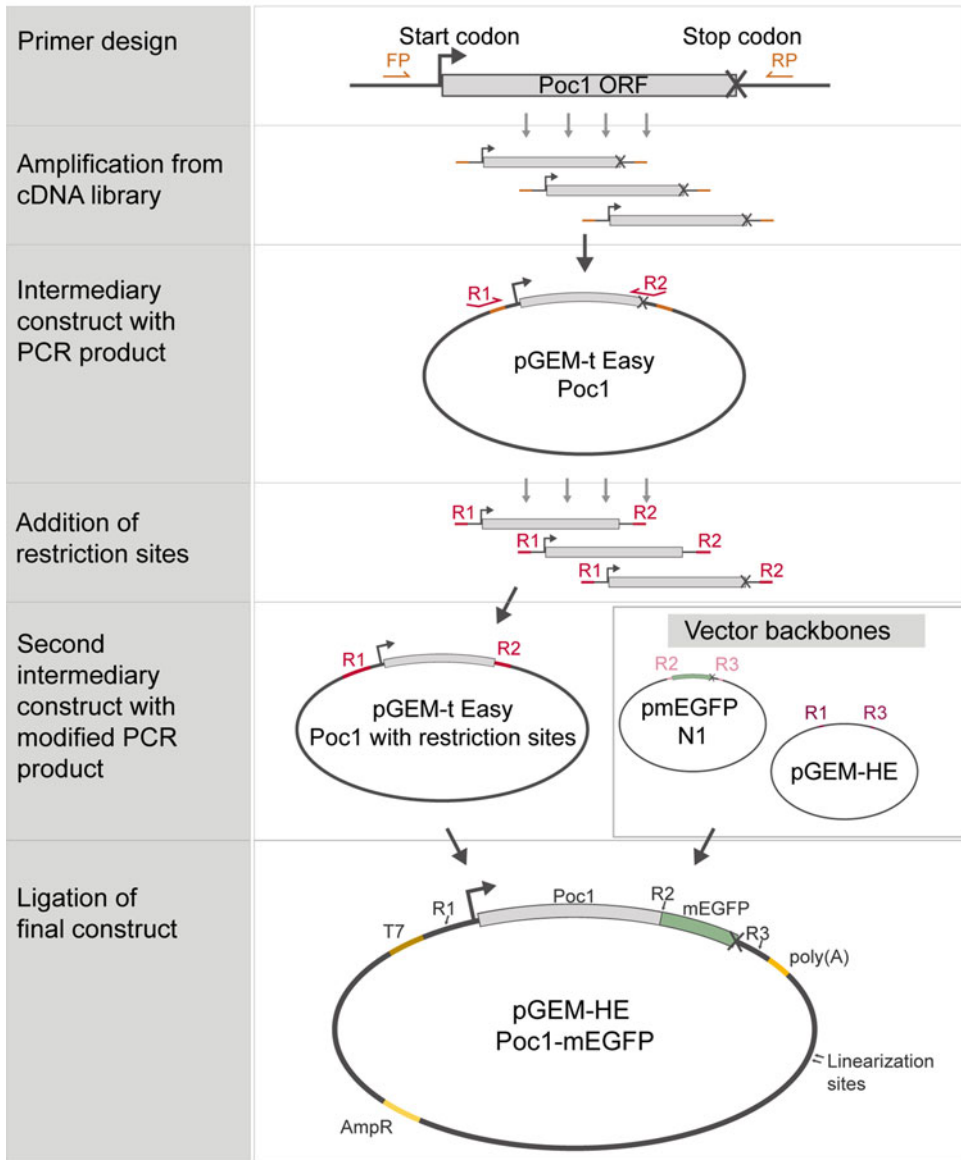 Primer design
Start codon
Stop codon
FP
RP
Poc1 ORF
Amplification from
cDNA library
Intermediary
construct with
PCR product
R1
R2
pGEM-t Easy
Poc1
Addition of
restriction sites
R1
R2
R1
R2
R1
R2
Second
intermediary
construct with
modified PCR
product
R1
R2
pGEM-t Easy
Poc1 with restriction sites
Vector backbones
R2
R3
pmEGFP
N1
R1
R3
pGEM-HE
Ligation of
final construct
T7
R1
Poc1
R2
mEGFP
R3
poly(A)
pGEM-HE
Poc1-mEGFP
Linearization
sites
AmpR